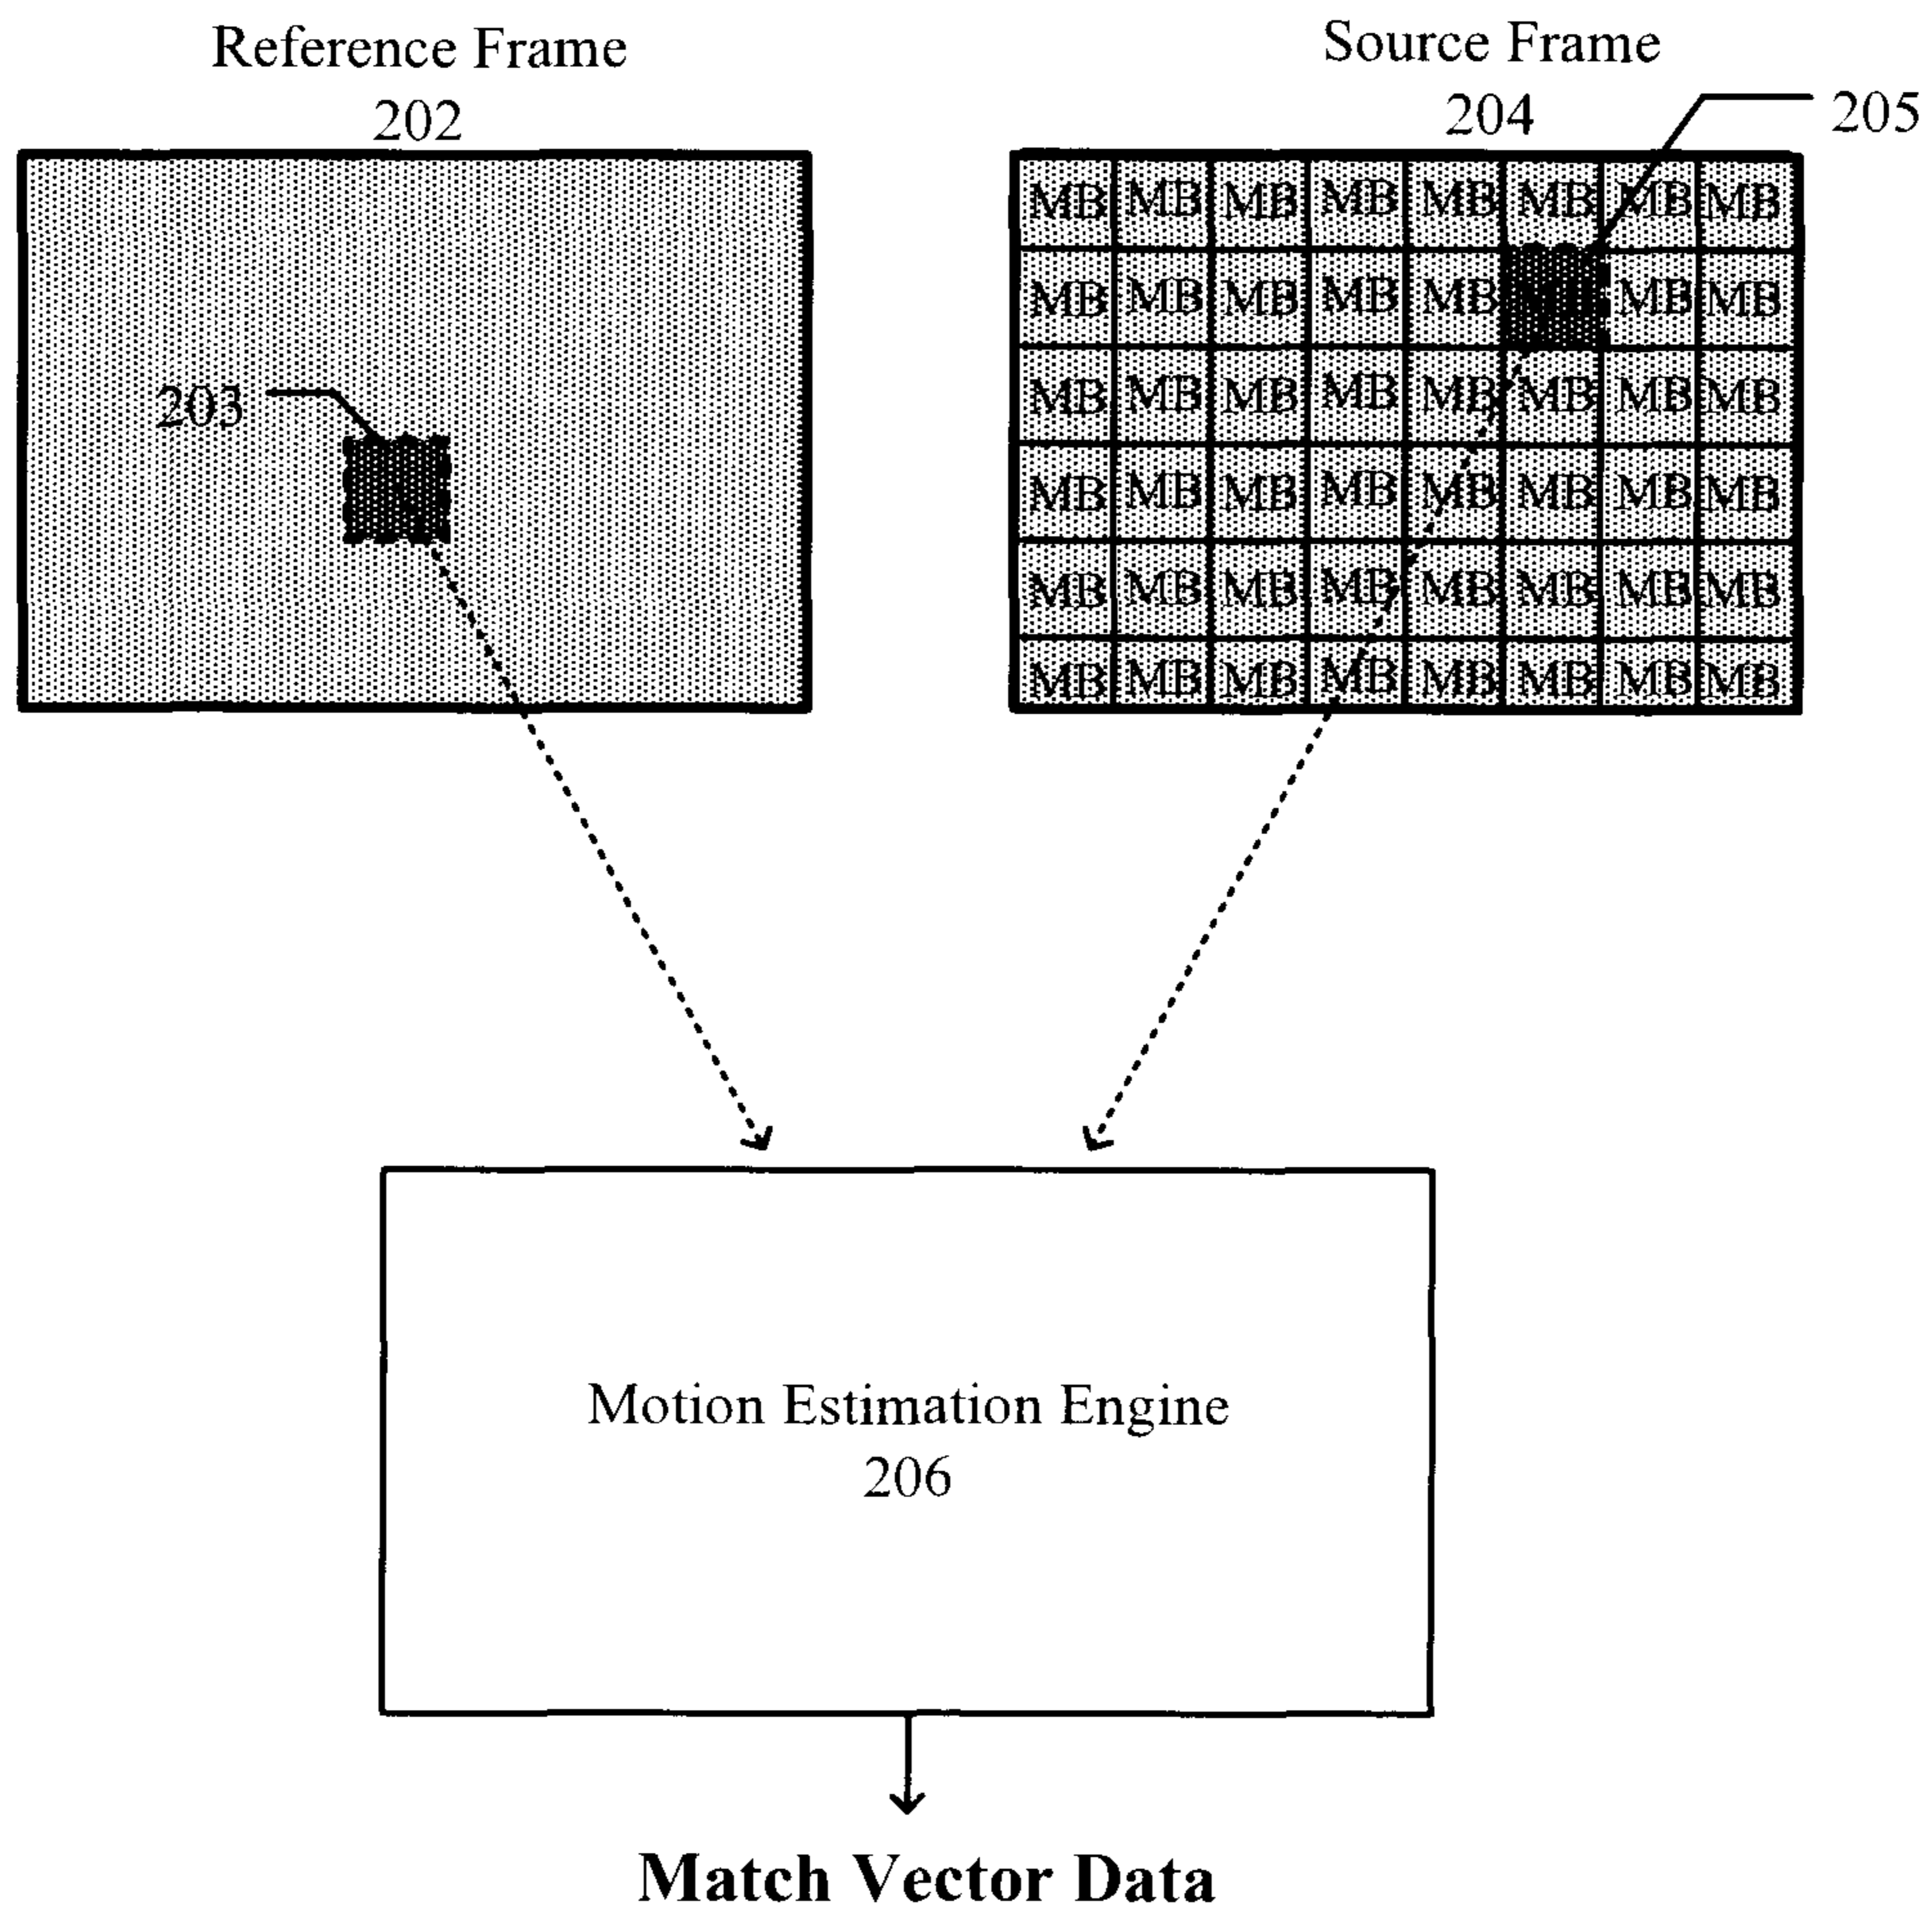 Reference Frame
202
Source Frame
204
205
MB MB MB MB MB MB MB MB
MB MB MB MB MB MB MB
203
MB MB MB MB MB MB MB MB
MB MB MB MB MB MB MB MB
MB MB MB MB MB MB MB MB
MB MB MB MB MB MB MB MB
Motion Estimation Engine
206
Match Vector Data